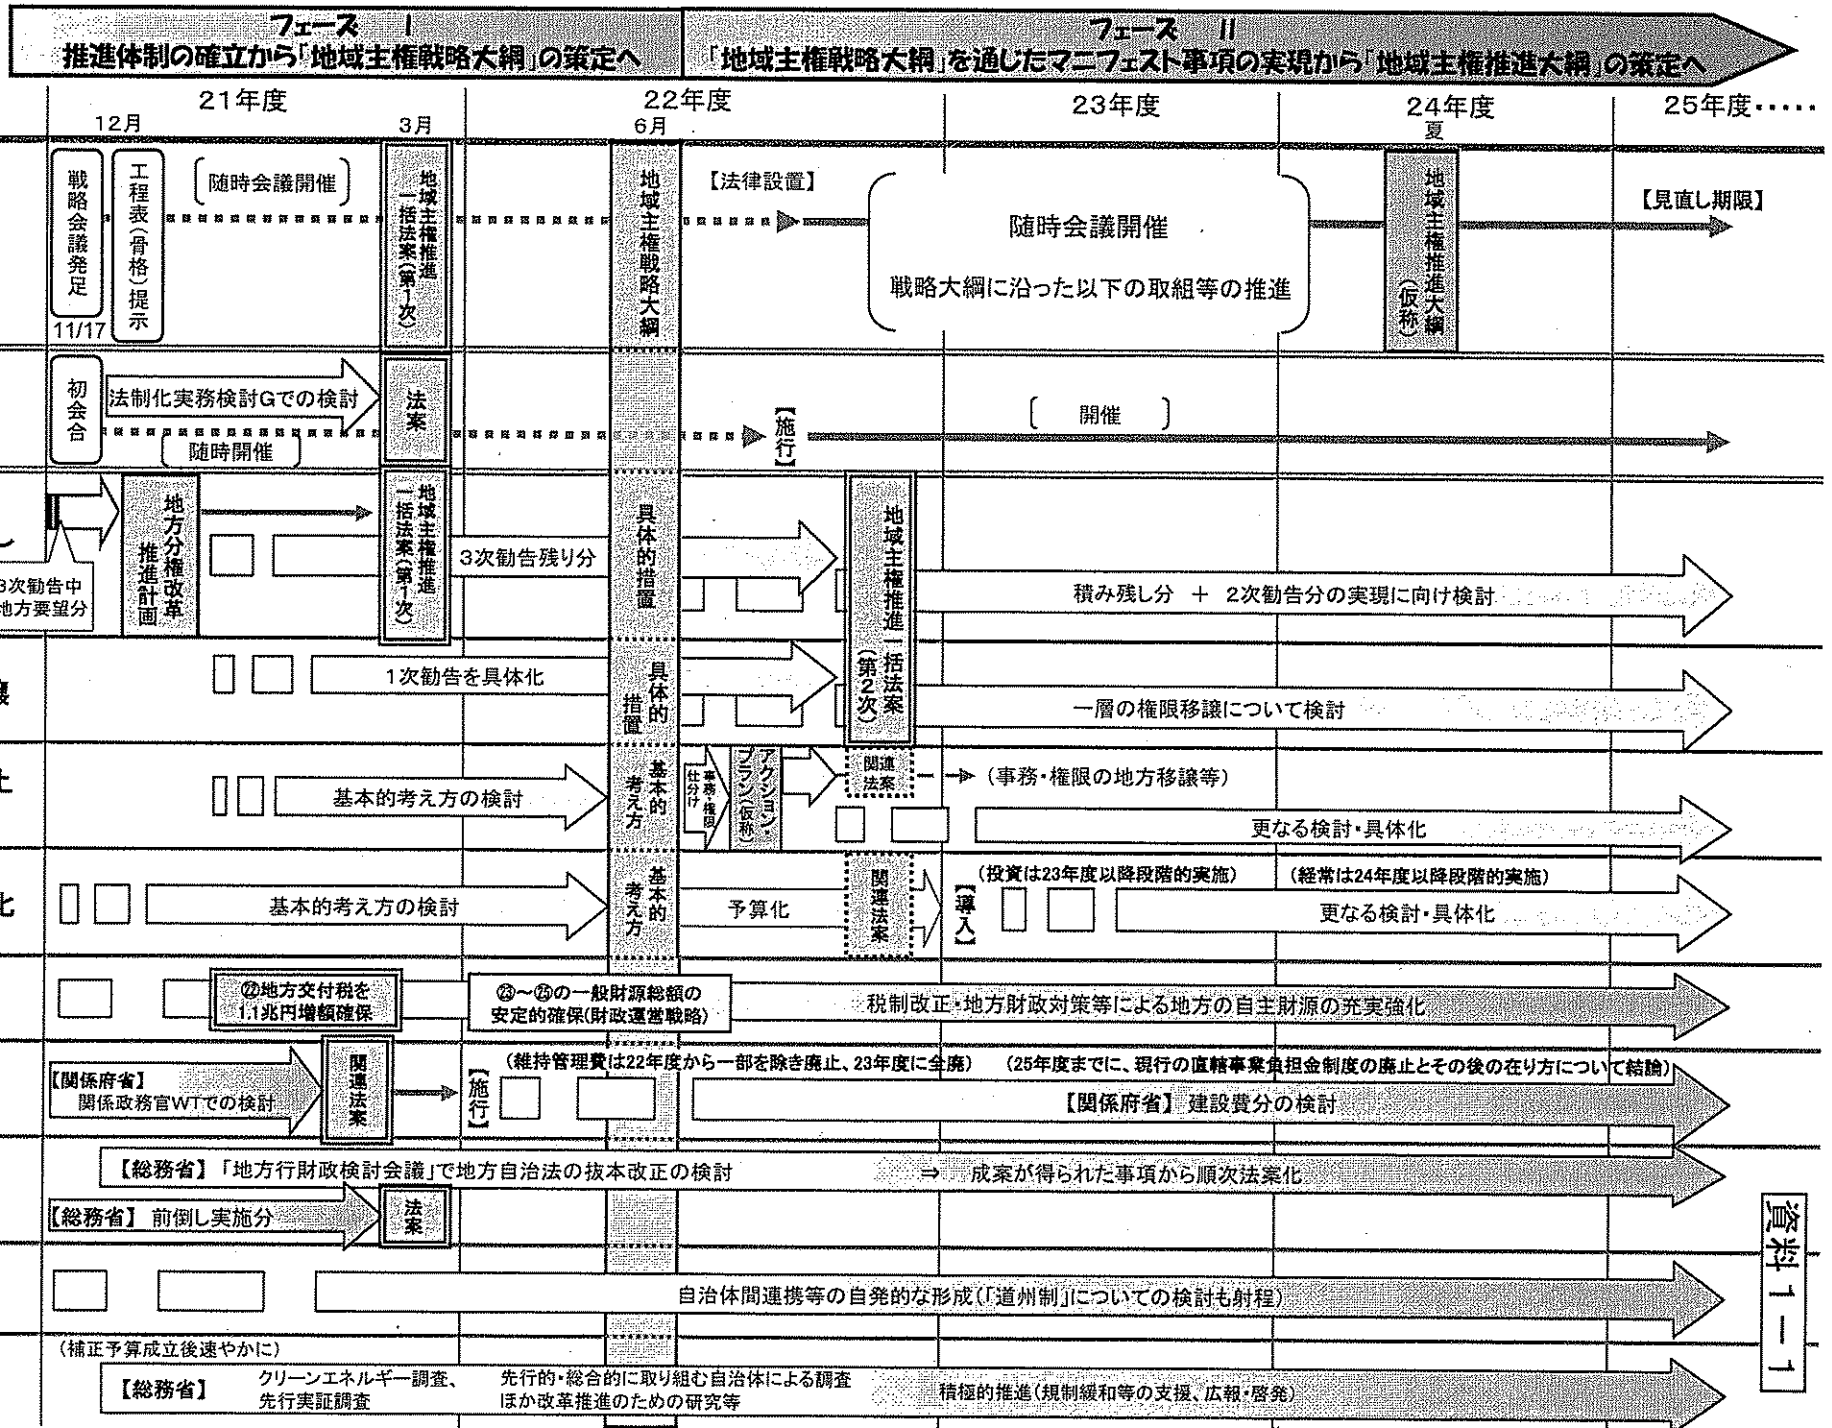 フェーズ Ⅰ
推進体制の確立から「地域主権戦略大綱」の策定へ
フェーズ Ⅱ
「地域主権戦略大綱」を通じたマニフェスト事項の実現から「地域主権推進大綱」の策定へ
21年度
22年度
23年度
24年度
25年度・・・・・
12月
3月
6月
夏
戦略会議発足
11/17
工程表(骨格)提示
随時会議開催
地域主権推進
一括法案(第1次)
地域主権戦略大綱
【法律設置】
随時会議開催
戦略大綱に沿った以下の取組等の推進
地域主権推進大綱
(仮称)
【見直し期限】
初会合
法制化実務検討Gでの検討
随時開催
法案
【施行】
開催
し
3次勧告中
地方要望分
地方分権改革
推進計画
地域主権推進
一括法案(第1次)
3次勧告残り分
具体的措置
地域主権推進一括法案
(第2次)
積み残し分 + 2次勧告分の実現に向け検討
譲
1次勧告を具体化
具体的
措置
一層の権限移譲について検討
止
基本的考え方の検討
基本的
考え方
事務・権限
仕分け
アクション・
プラン(仮称)
関連
法案
(事務・権限の地方移譲等)
更なる検討・具体化
化
基本的考え方の検討
基本的
考え方
予算化
関連法案
【導入】
(投資は23年度以降段階的実施)
(経常は24年度以降段階的実施)
更なる検討・具体化
㉒地方交付税を
1.1兆円増額確保
㉓～㉕の一般財源総額の
安定的確保(財政運営戦略)
税制改正・地方財政対策等による地方の自主財源の充実強化
【関係府省】
関係政務官WTでの検討
関連法案
【施行】
(維持管理費は22年度から一部を除き廃止、23年度に全廃)
(25年度までに、現行の直轄事業負担金制度の廃止とその後の在り方について結論)
【関係府省】 建設費分の検討
【総務省】「地方行財政検討会議」で地方自治法の抜本改正の検討
⇒ 成案が得られた事項から順次法案化
【総務省】 前倒し実施分
法案
自治体間連携等の自発的な形成(「道州制」についての検討も射程)
(補正予算成立後速やかに)
【総務省】
クリーンエネルギー調査、
先行実証調査
先行的・総合的に取り組む自治体による調査
ほか改革推進のための研究等
積極的推進(規制緩和等の支援、広報・啓発)
資料1-1